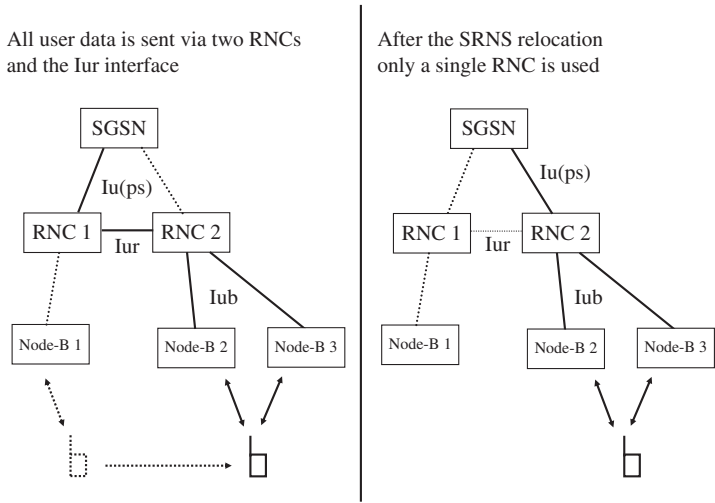 All user data is sent via two RNCs
and the Iur interface
SGSN
Iu(ps)
RNC 1
RNC 2
Iur
Iub
Node-B 1
Node-B 2
Node-B 3
After the SRNS relocation
only a single RNC is used
SGSN
Iu(ps)
RNC 1
RNC 2
Iur
Iub
Node-B 1
Node-B 2
Node-B 3